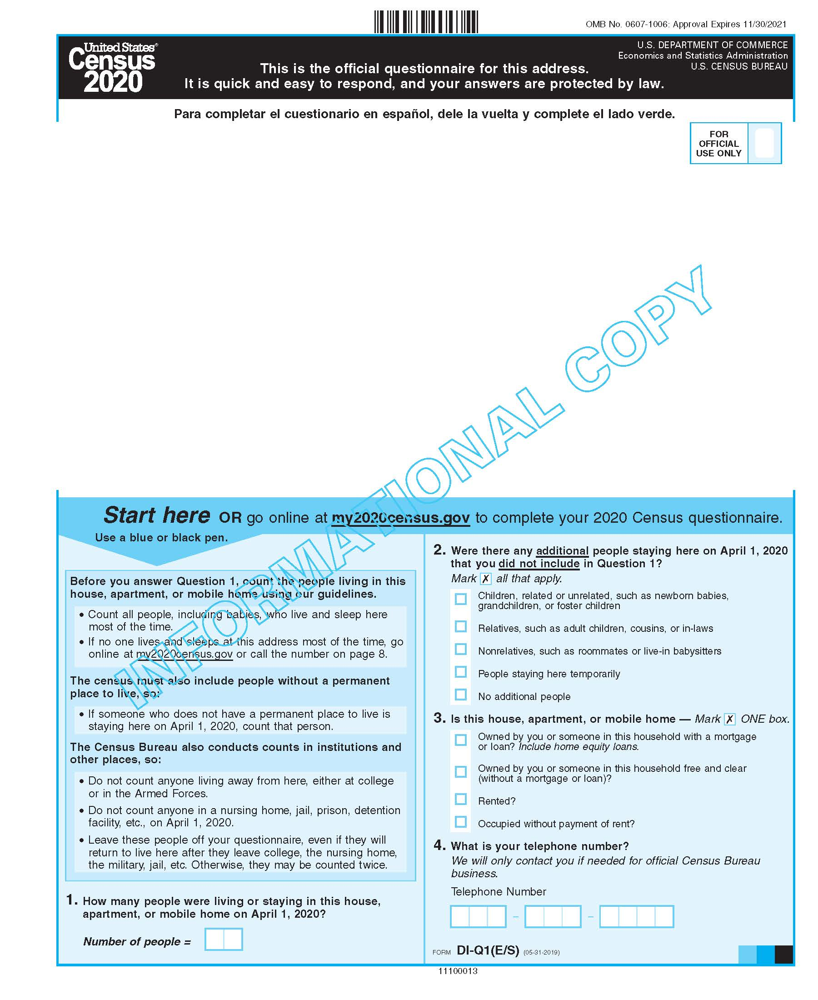 OMB No. 0607-1006: Approval Expires 11/30/2021
United States®
Census
2020
This is the official questionnaire for this address.
It is quick and easy to respond, and your answers are protected by law.
U.S. DEPARTMENT OF COMMERCE
Economics and Statistics Administration
U.S. CENSUS BUREAU
Para completar el cuestionario en español, dele la vuelta y complete el lado verde.
FOR
OFFICIAL
USE ONLY
INFORMATIONAL COPY
Start here OR go online at my2020census.gov to complete your 2020 Census questionnaire.
Use a blue or black pen.
Before you answer Question 1, count the people living in this
house, apartment, or mobile home using our guidelines.
• Count all people, including babies, who live and sleep here
most of the time.
• If no one lives and sleeps at this address most of the time, go
online at my2020census.gov or call the number on page 8.
The census must also include people without a permanent
place to live, so:
• If someone who does not have a permanent place to live is
staying here on April 1, 2020, count that person.
The Census Bureau also conducts counts in institutions and
other places, so:
• Do not count anyone living away from here, either at college
or in the Armed Forces.
• Do not count anyone in a nursing home, jail, prison, detention
facility, etc., on April 1, 2020.
• Leave these people off your questionnaire, even if they will
return to live here after they leave college, the nursing home,
the military, jail, etc. Otherwise, they may be counted twice.
1. How many people were living or staying in this house,
apartment, or mobile home on April 1, 2020?
Number of people =
2. Were there any additional people staying here on April 1, 2020
that you did not include in Question 1?
Mark ✗ all that apply.
Children, related or unrelated, such as newborn babies,
grandchildren, or foster children
Relatives, such as adult children, cousins, or in-laws
Nonrelatives, such as roommates or live-in babysitters
People staying here temporarily
No additional people
3. Is this house, apartment, or mobile home — Mark ✗ ONE box.
Owned by you or someone in this household with a mortgage
or loan? Include home equity loans.
Owned by you or someone in this household free and clear
(without a mortgage or loan)?
Rented?
Occupied without payment of rent?
4. What is your telephone number?
We will only contact you if needed for official Census Bureau
business.
Telephone Number
– –
FORM DI-Q1(E/S) (05-31-2019)
11100013